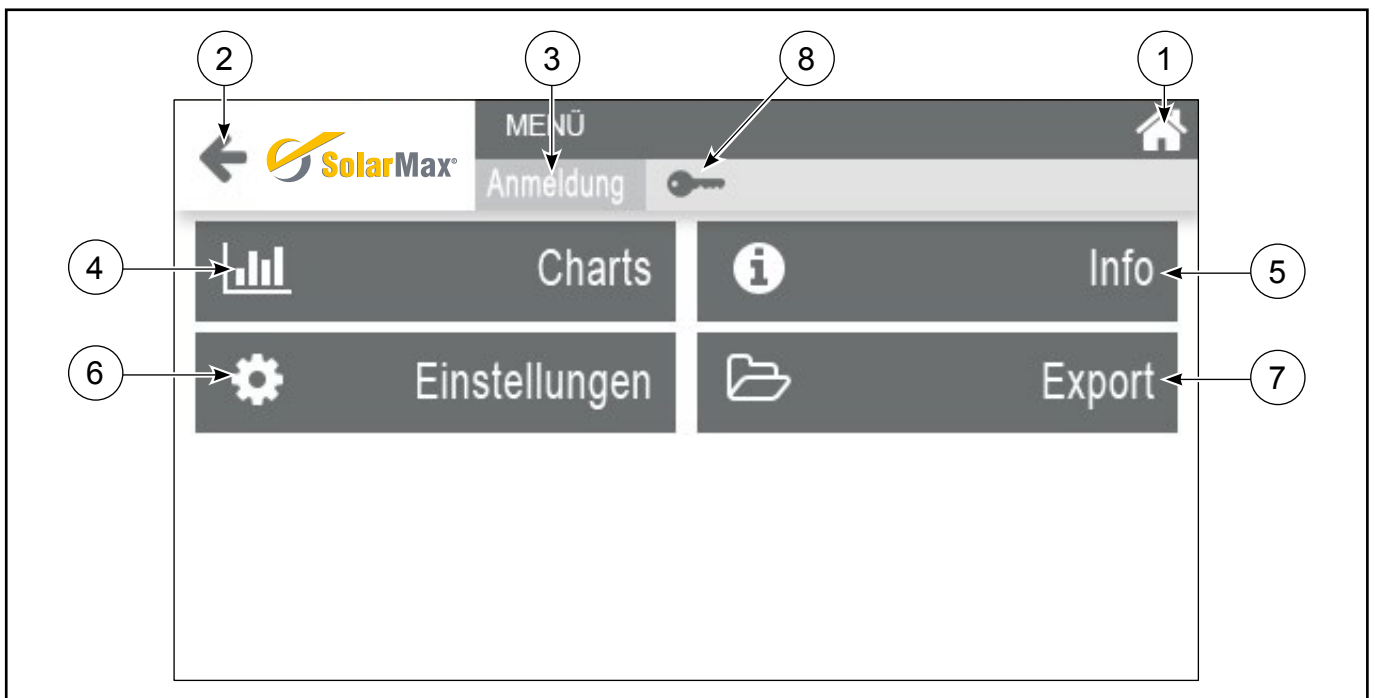 2 3 8 1
MENÜ
SolarMax®
Anmeldung
4 Charts Info 5
6 Einstellungen Export 7